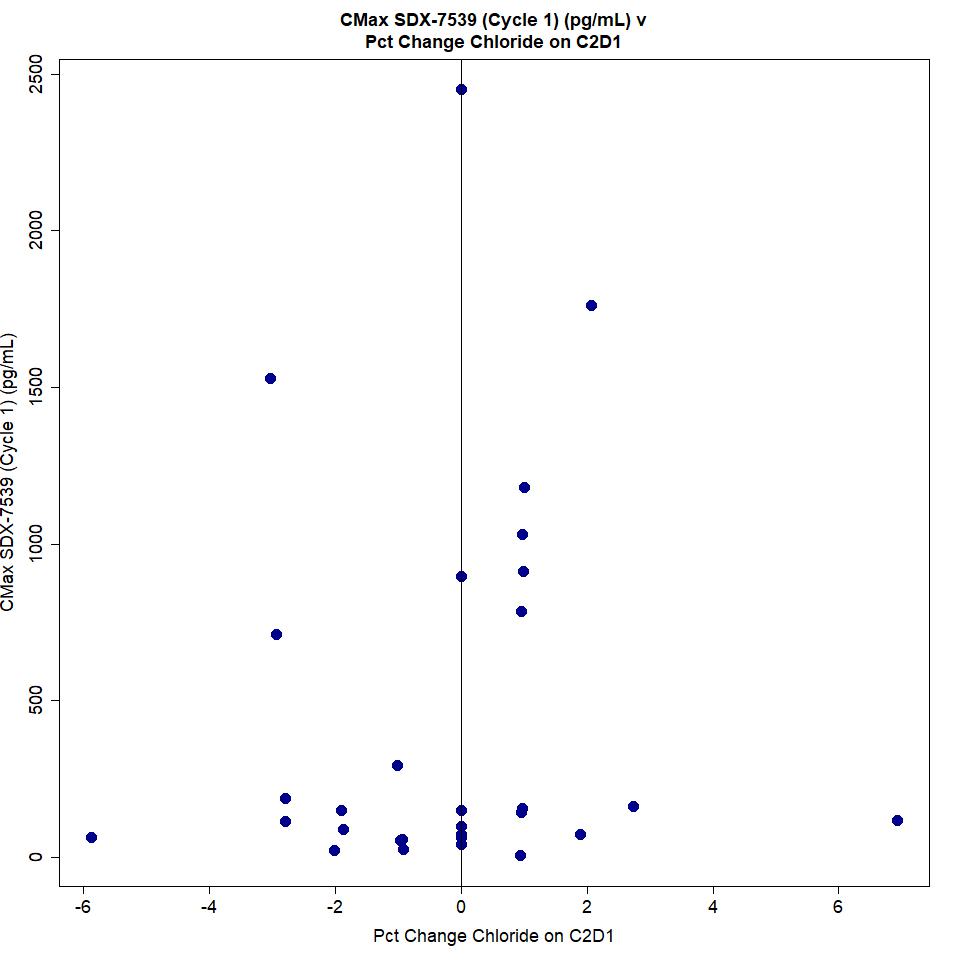 CMax SDX-7539 (Cycle 1) (pg/mL) v
Pct Change Chloride on C2D1
CMax SDX-7539 (Cycle 1) (pg/mL)
2500
2000
1500
1000
500
0
-6 -4 -2 0 2 4 6
Pct Change Chloride on C2D1